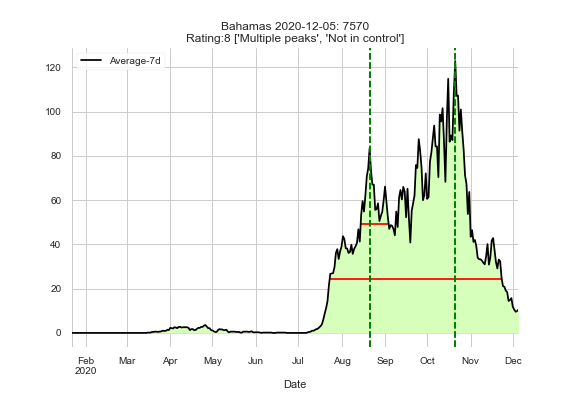 Bahamas 2020-12-05: 7570
Rating:8 ['Multiple peaks', 'Not in control']
Average-7d
120
100
80
60
40
20
0
Feb Mar Apr May Jun Jul Aug Sep Oct Nov Dec
2020
Date